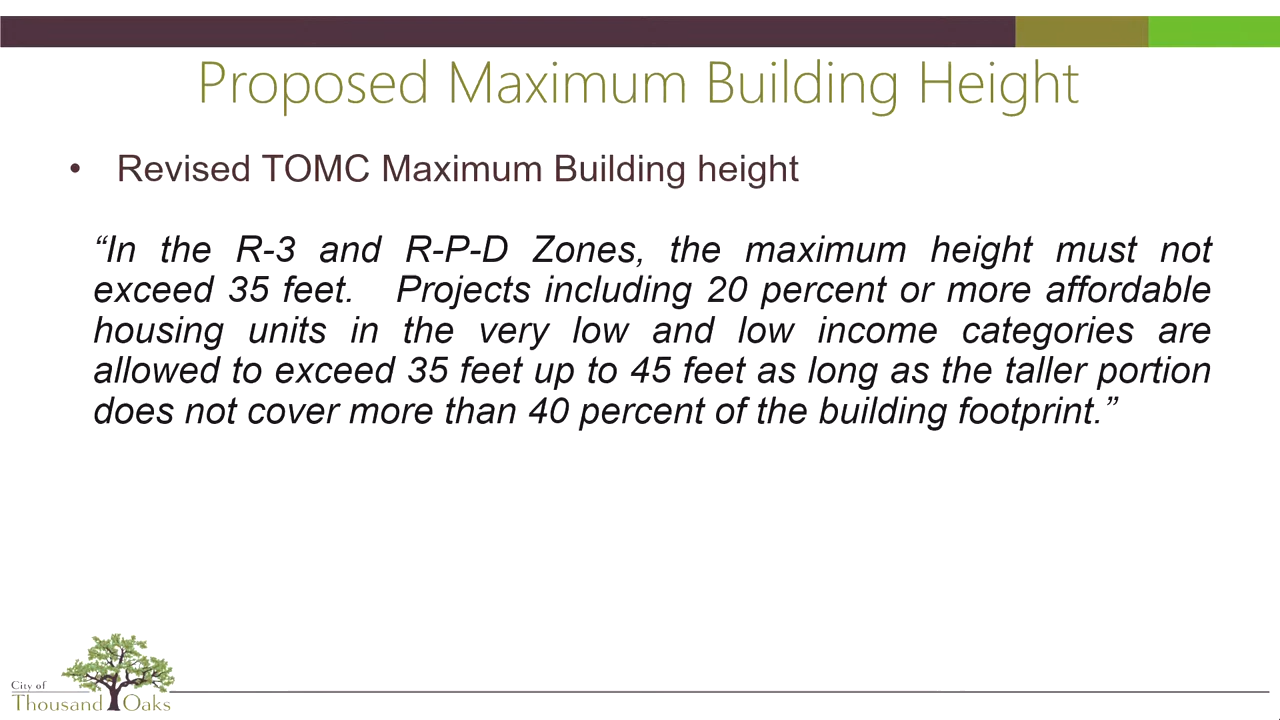 Proposed Maximum Building Height
• Revised TOMC Maximum Building height
“In the R-3 and R-P-D Zones, the maximum height must not
exceed 35 feet. Projects including 20 percent or more affordable
housing units in the very low and low income categories are
allowed to exceed 35 feet up to 45 feet as long as the taller portion
does not cover more than 40 percent of the building footprint.”
City of
Thousand Oaks